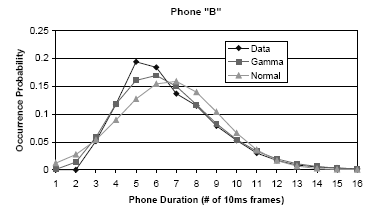 Phone "B"
Occurrence Probability
0.25
0.2
0.15
0.1
0.05
0
Data
Gamma
Normal
1 2 3 4 5 6 7 8 9 10 11 12 13 14 15 16
Phone Duration (# of 10ms frames)